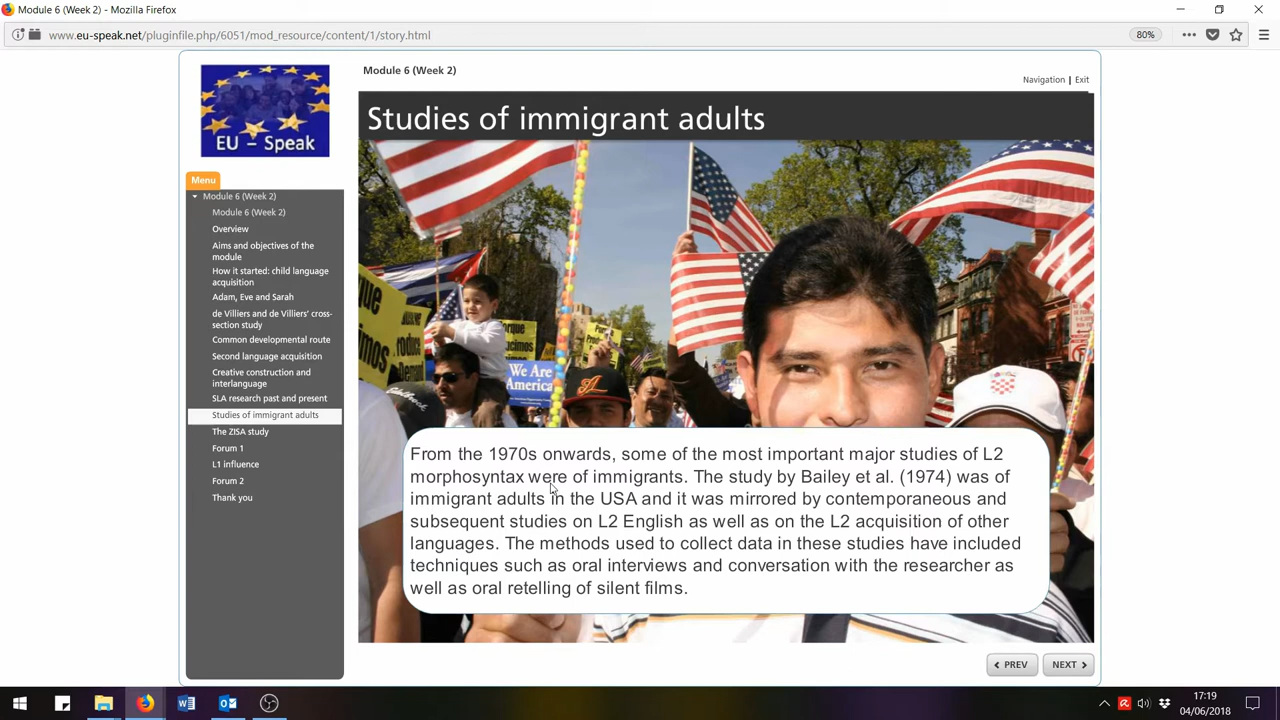 Module 6 (Week 2) - Mozilla Firefox
www.eu-speak.net/pluginfile.php/6051/mod_resource/content/1/story.html
80%
EU - Speak
Module 6 (Week 2)
Navigation | Exit
Studies of immigrant adults
Menu
Module 6 (Week 2)
Module 6 (Week 2)
Overview
Aims and objectives of the
module
How it started: child language
acquisition
Adam, Eve and Sarah
de Villiers and de Villiers' cross-
section study
Common developmental route
Second language acquisition
Creative construction and
interlanguage
SLA research past and present
Studies of immigrant adults
The ZISA study
Forum 1
L1 influence
Forum 2
Thank you
We Are
America
From the 1970s onwards, some of the most important major studies of L2
morphosyntax were of immigrants. The study by Bailey et al. (1974) was of
immigrant adults in the USA and it was mirrored by contemporaneous and
subsequent studies on L2 English as well as on the L2 acquisition of other
languages. The methods used to collect data in these studies have included
techniques such as oral interviews and conversation with the researcher as
well as oral retelling of silent films.
PREV
NEXT
17:19
04/06/2018